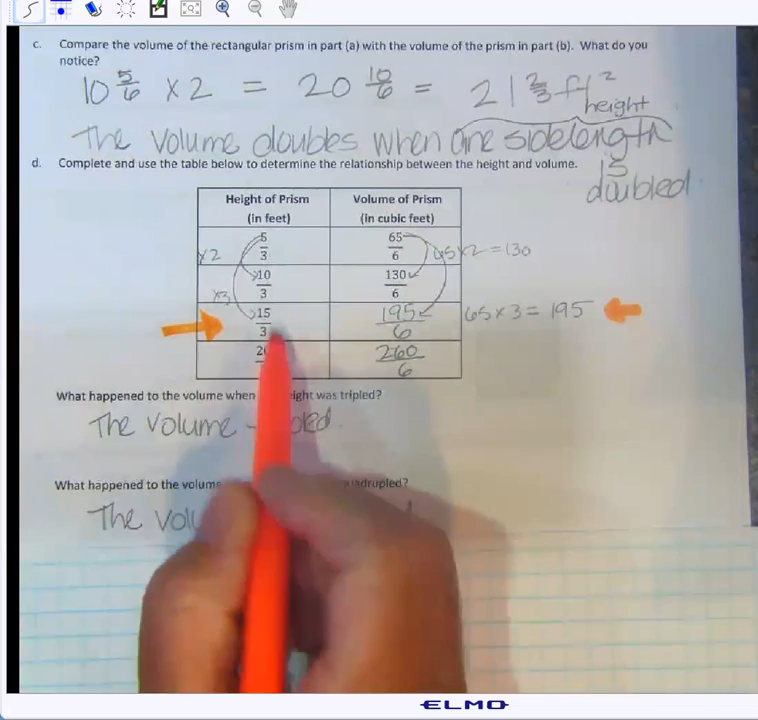 c. Compare the volume of the rectangular prism in part (a) with the volume of the prism in part (b). What do you
notice?
10 5/6 x 2 = 20 10/6 = 21 2/3 ft²
height
The volume doubles when one sidelength
is
doubled
d. Complete and use the table below to determine the relationship between the height and volume.
Height of Prism Volume of Prism
(in feet) (in cubic feet)
x2 5/3 65/6 65x2=130
x3 10/3 130/6
15/3 195/6 65x3=195
260/6
What happened to the volume when ight was tripled?
The volume
What happened to the volume uadrupled?
The
ELMO